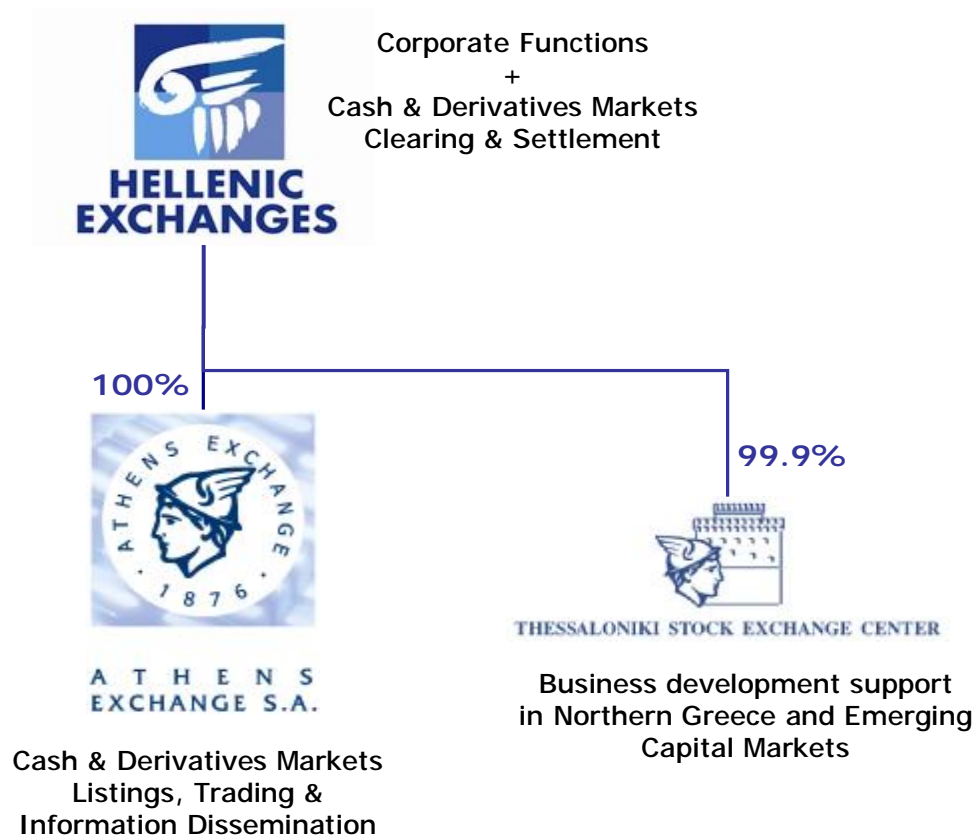 Corporate Functions
+
Cash & Derivatives Markets
Clearing & Settlement
HELLENIC
EXCHANGES
100%
99.9%
ATHENS EXCHANGE
· 1876 ·
ATHENS
EXCHANGE S.A.
THESSALONIKI STOCK EXCHANGE CENTER
Business development support
in Northern Greece and Emerging
Capital Markets
Cash & Derivatives Markets
Listings, Trading &
Information Dissemination